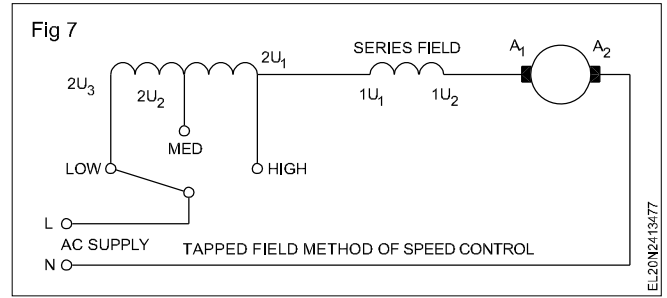 Fig 7
2U3
2U2
2U1
SERIES FIELD
1U1
1U2
A1
A2
MED
LOW
HIGH
L
AC SUPPLY
N
TAPPED FIELD METHOD OF SPEED CONTROL
EL20N2413477